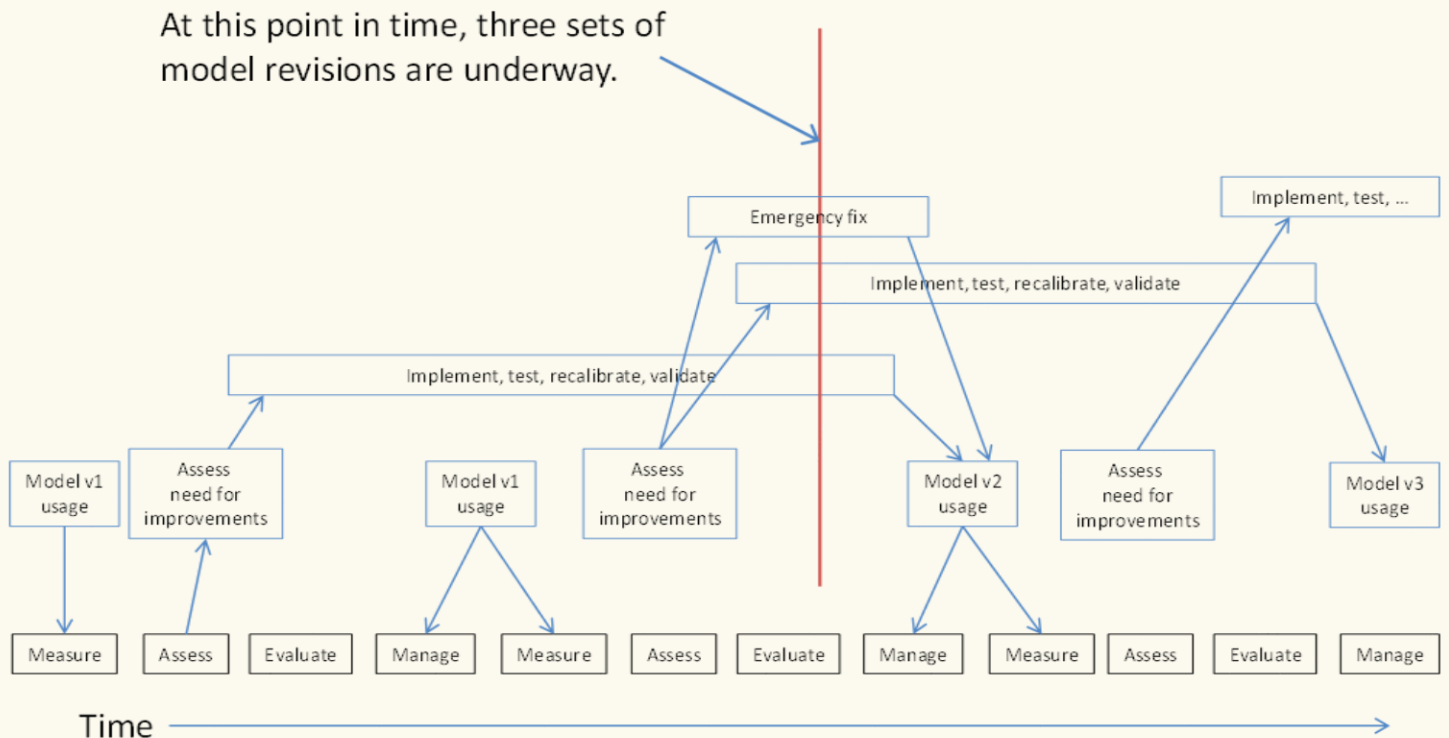 At this point in time, three sets of
model revisions are underway.
Implement, test, ...
Emergency fix
Implement, test, recalibrate, validate
Implement, test, recalibrate, validate
Model v1
usage
Assess
need for
improvements
Model v1
usage
Assess
need for
improvements
Model v2
usage
Assess
need for
improvements
Model v3
usage
Measure
Assess
Evaluate
Manage
Measure
Assess
Evaluate
Manage
Measure
Assess
Evaluate
Manage
Time